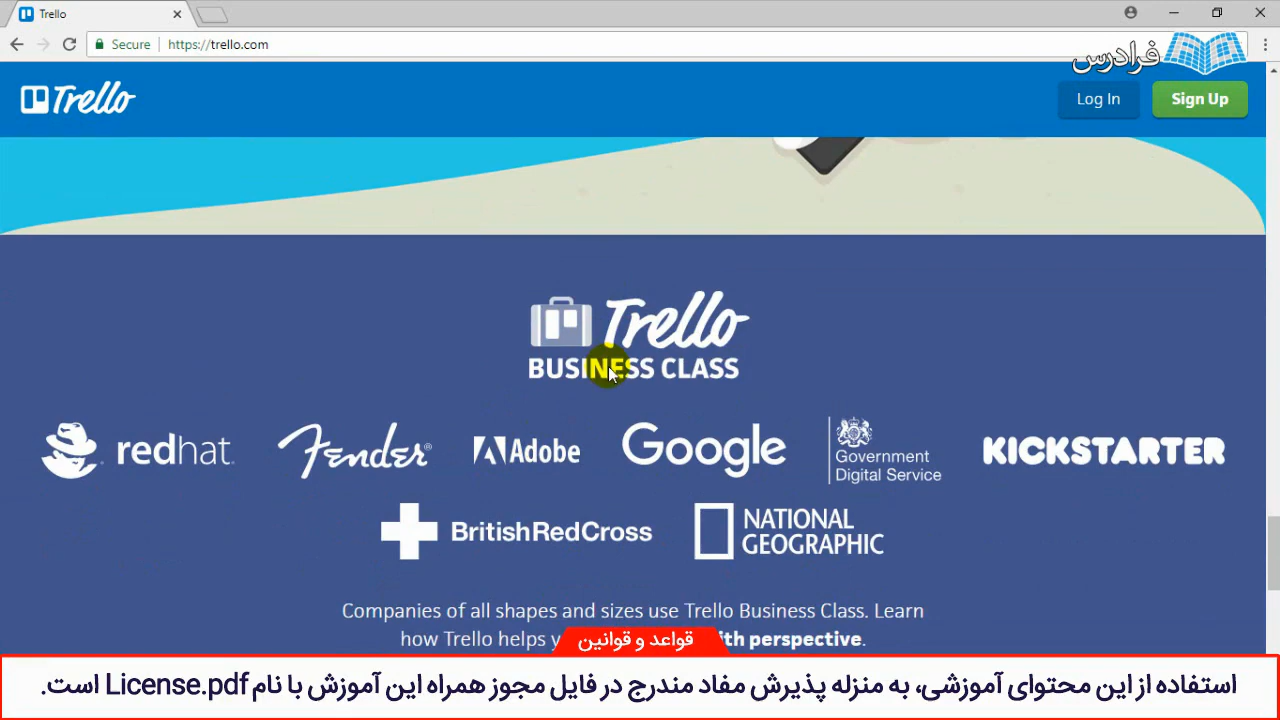 Trello
Secure https://trello.com
فرادرس
Trello
Log In
Sign Up
Trello
BUSINESS CLASS
redhat.
Fender®
Adobe
Google
Government
Digital Service
KICKSTARTER
BritishRedCross
NATIONAL
GEOGRAPHIC
Companies of all shapes and sizes use Trello Business Class. Learn
how Trello helps perspective.
قواعد و قوانین
استفاده از این محتوای آموزشی، به منزله پذیرش مفاد مندرج در فایل مجوز همراه این آموزش با نام License.pdf است.